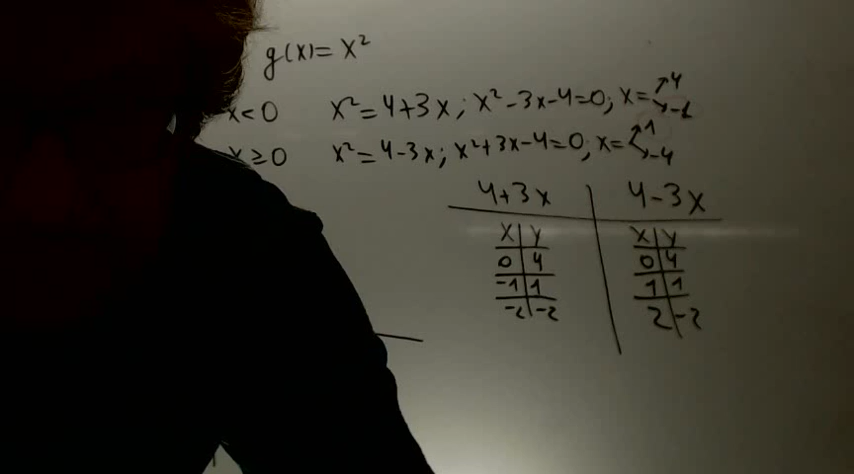 g(x)= x²
x<0 x²=4+3x; x²-3x-4=0; x= 4 -1
x≥0 x²=4-3x; x²+3x-4=0; x= 1 -4
4+3x 4-3x
x y x y
0 4 0 4
-1 1 1 1
-2 -2 2 -2